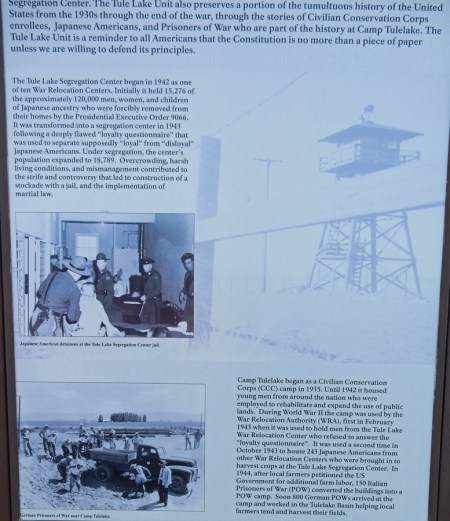 Segregation Center. The Tule Lake Unit also preserves a portion of the tumultuous history of the United
States from the 1930s through the end of the war, through the stories of Civilian Conservation Corps
enrollees, Japanese Americans, and Prisoners of War who are part of the history at Camp Tulelake. The
Tule Lake Unit is a reminder to all Americans that the Constitution is no more than a piece of paper
unless we are willing to defend its principles.
The Tule Lake Segregation Center began in 1942 as one
of ten War Relocation Centers. Initially it held 15,276 of
the approximately 120,000 men, women, and children
of Japanese ancestry who were forcibly removed from
their homes by the Presidential Executive Order 9066.
It was transformed into a segregation center in 1943
following a deeply flawed "loyalty questionnaire" that
was used to separate supposedly "loyal" from "disloyal"
Japanese Americans. Under segregation, the center's
population expanded to 18,789. Overcrowding, harsh
living conditions, and mismanagement contributed to
the strife and controversy that led to construction of a
stockade with a jail, and the implementation of
martial law.
Japanese American detainees at the Tule Lake Segregation Center jail.
Camp Tulelake began as a Civilian Conservation
Corps (CCC) camp in 1935. Until 1942 it housed
young men from around the nation who were
employed to rehabilitate and expand the use of public
lands. During World War II the camp was used by the
War Relocation Authority (WRA), first in February
1943 when it was used to hold men from the Tule Lake
War Relocation Center who refused to answer the
"loyalty questionnaire". It was used a second time in
October 1943 to house 243 Japanese Americans from
other War Relocation Centers who were brought in to
harvest crops at the Tule Lake Segregation Center. In
1944, after local farmers petitioned the US
Government for additional farm labor, 150 Italian
Prisoners of War (POW) converted the buildings into a
POW camp. Soon 800 German POWs arrived at the
camp and worked in the Tulelake Basin helping local
farmers tend and harvest their fields.
German Prisoners of War near Camp Tulelake.